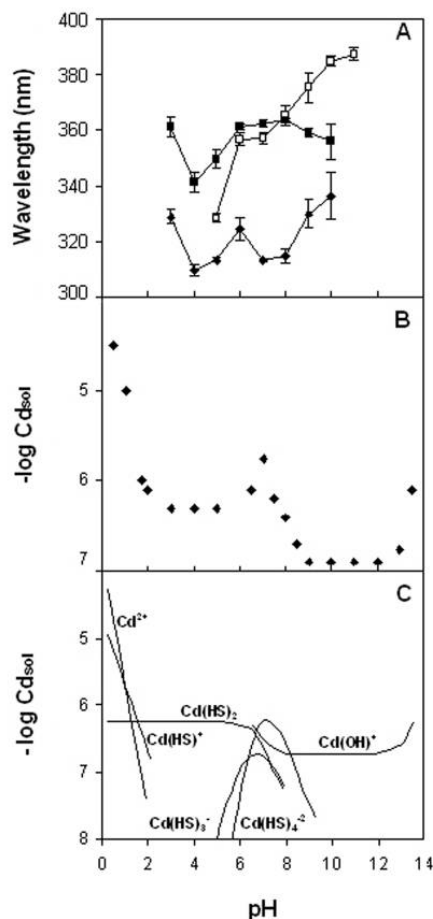 A
400
380
360
340
320
300
Wavelength (nm)
B
5
6
7
-log Cdsol
C
5
6
7
8
-log Cdsol
Cd2+
Cd(HS)+
Cd(HS)2
Cd(OH)+
Cd(HS)3-
Cd(HS)4-2
0 2 4 6 8 10 12 14
pH